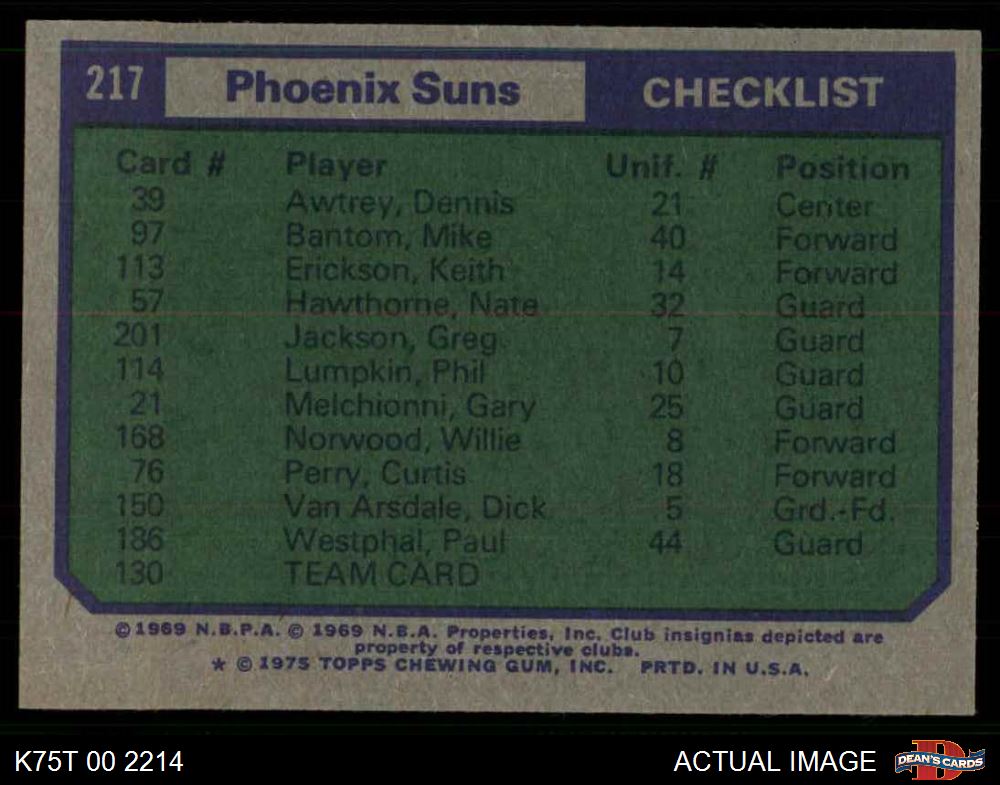 217 Phoenix Suns CHECKLIST
Card # Player Unif. # Position
39 Awtrey, Dennis 21 Center
97 Bantom, Mike 40 Forward
113 Erickson, Keith 14 Forward
57 Hawthorne, Nate 32 Guard
201 Jackson, Greg 7 Guard
114 Lumpkin, Phil 10 Guard
21 Melchionni, Gary 25 Guard
168 Norwood, Willie 8 Forward
76 Perry, Curtis 18 Forward
150 Van Arsdale, Dick 5 Grd.-Fd.
136 Westphal, Paul 44 Guard
130 TEAM CARD
© 1969 N.B.P.A. © 1969 N.B.A. Properties, Inc. Club insignias depicted are
property of respective clubs.
★ © 1975 TOPPS CHEWING GUM, INC. PRTD. IN U.S.A.
K75T 00 2214 ACTUAL IMAGE D DEAN'S CARDS